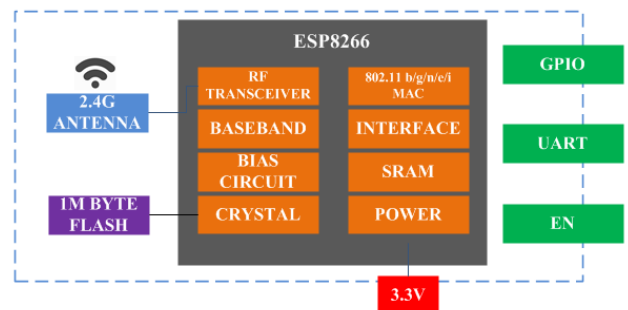 ESP8266
RF
TRANSCEIVER
802.11 b/g/n/e/i
MAC
GPIO
2.4G
ANTENNA
BASEBAND
INTERFACE
UART
BIAS
CIRCUIT
SRAM
1M BYTE
FLASH
CRYSTAL
POWER
EN
3.3V